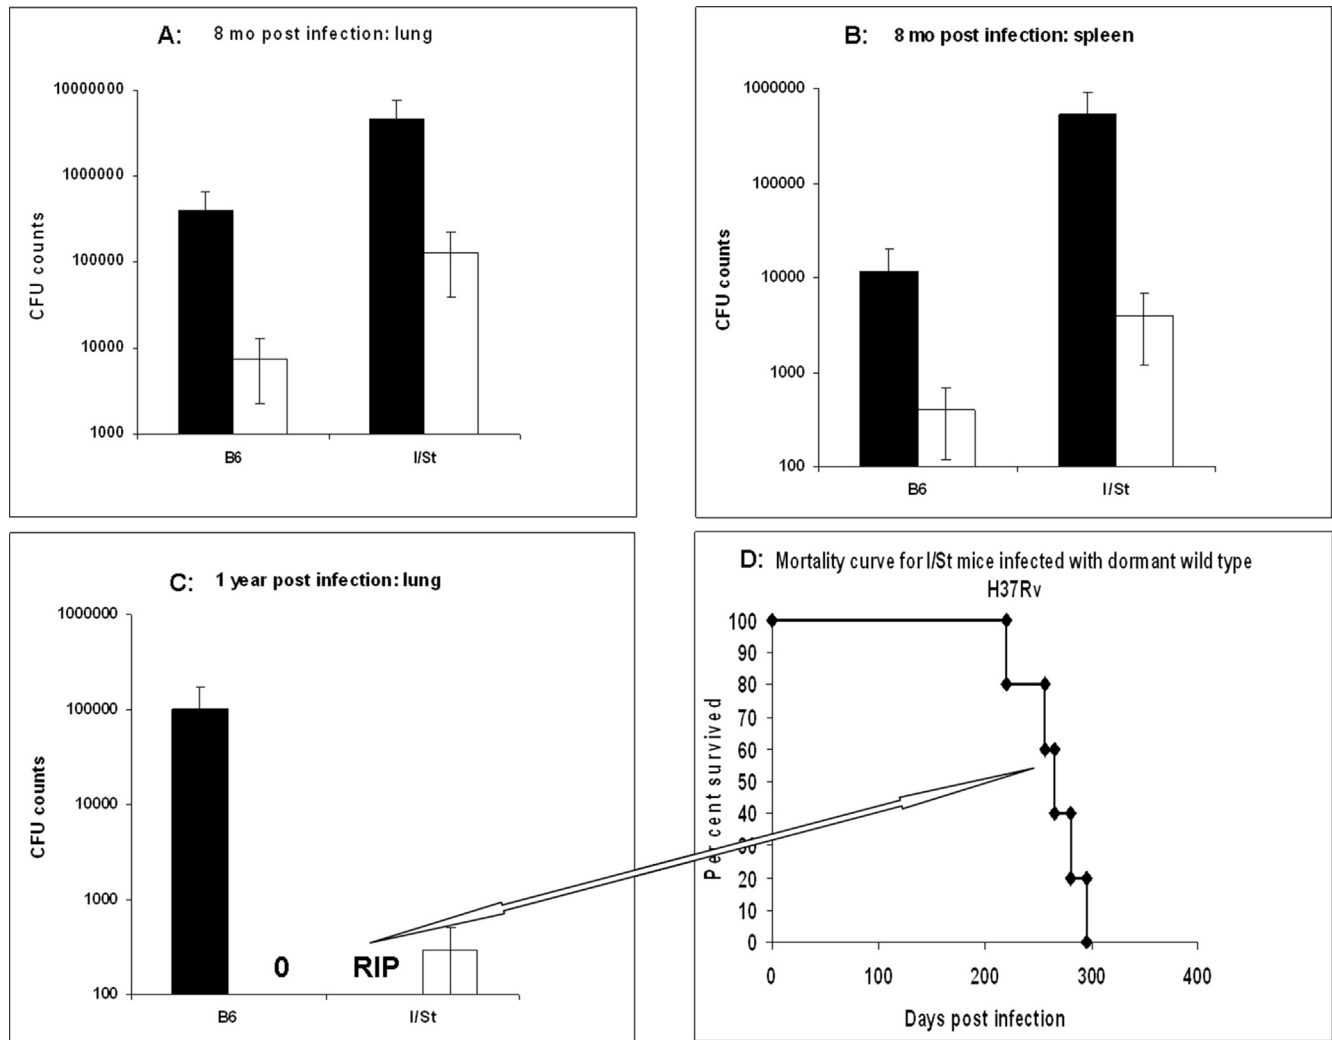 A: 8 mo post infection: lung
10000000
1000000
100000
10000
1000
CFU counts
B6 I/St
B: 8 mo post infection: spleen
1000000
100000
10000
1000
100
CFU counts
B6 I/St
C: 1 year post infection: lung
1000000
100000
10000
1000
100
CFU counts
0 RIP
B6 I/St
D: Mortality curve for I/St mice infected with dormant wild type
H37Rv
100
90
80
70
60
50
40
30
20
10
0
Percent survived
0 100 200 300 400
Days post infection